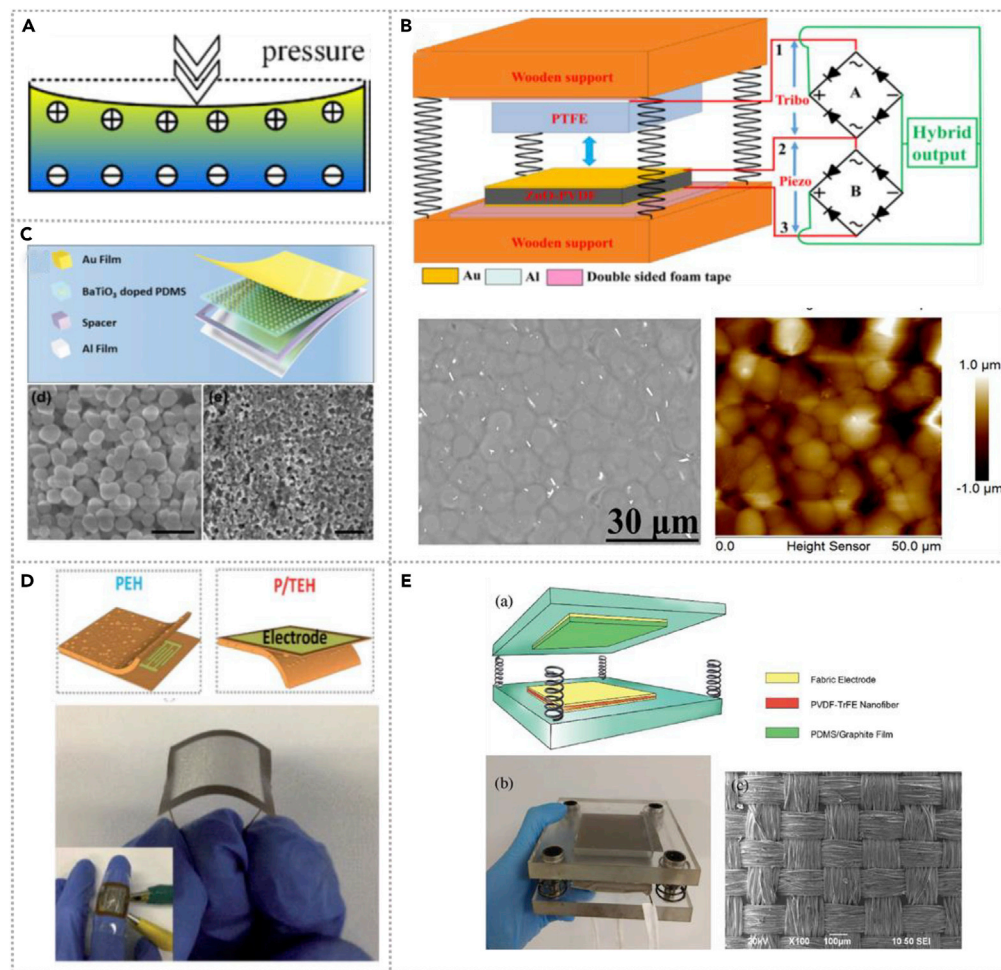 A
pressure
B
Wooden support
PTFE
ZnO-PVDF
Wooden support
1
Tribo
2
Piezo
3
A
B
Hybrid
output
Au
Al
Double sided foam tape
30 µm
1.0 µm
-1.0 µm
0.0
Height Sensor
50.0 µm
C
Au Film
BaTiO3 doped PDMS
Spacer
Al Film
(d)
(e)
D
PEH
P/TEH
Electrode
E
(a)
Fabric Electrode
PVDF-TrFE Nanofiber
PDMS/Graphite Film
(b)
(c)
20kV
X100
100µm
10 50 SEI